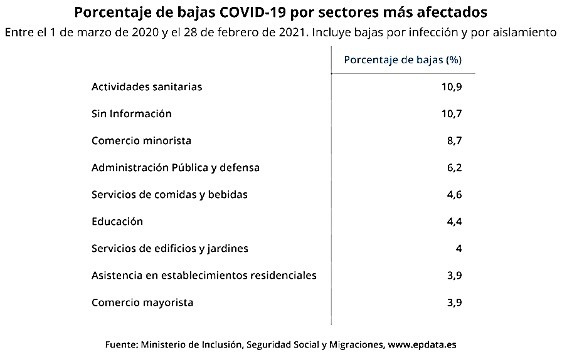 Porcentaje de bajas COVID-19 por sectores más afectados
Entre el 1 de marzo de 2020 y el 28 de febrero de 2021. Incluye bajas por infección y por aislamiento
Porcentaje de bajas (%)
Actividades sanitarias 10,9
Sin Información 10,7
Comercio minorista 8,7
Administración Pública y defensa 6,2
Servicios de comidas y bebidas 4,6
Educación 4,4
Servicios de edificios y jardines 4
Asistencia en establecimientos residenciales 3,9
Comercio mayorista 3,9
Fuente: Ministerio de Inclusión, Seguridad Social y Migraciones, www.epdata.es